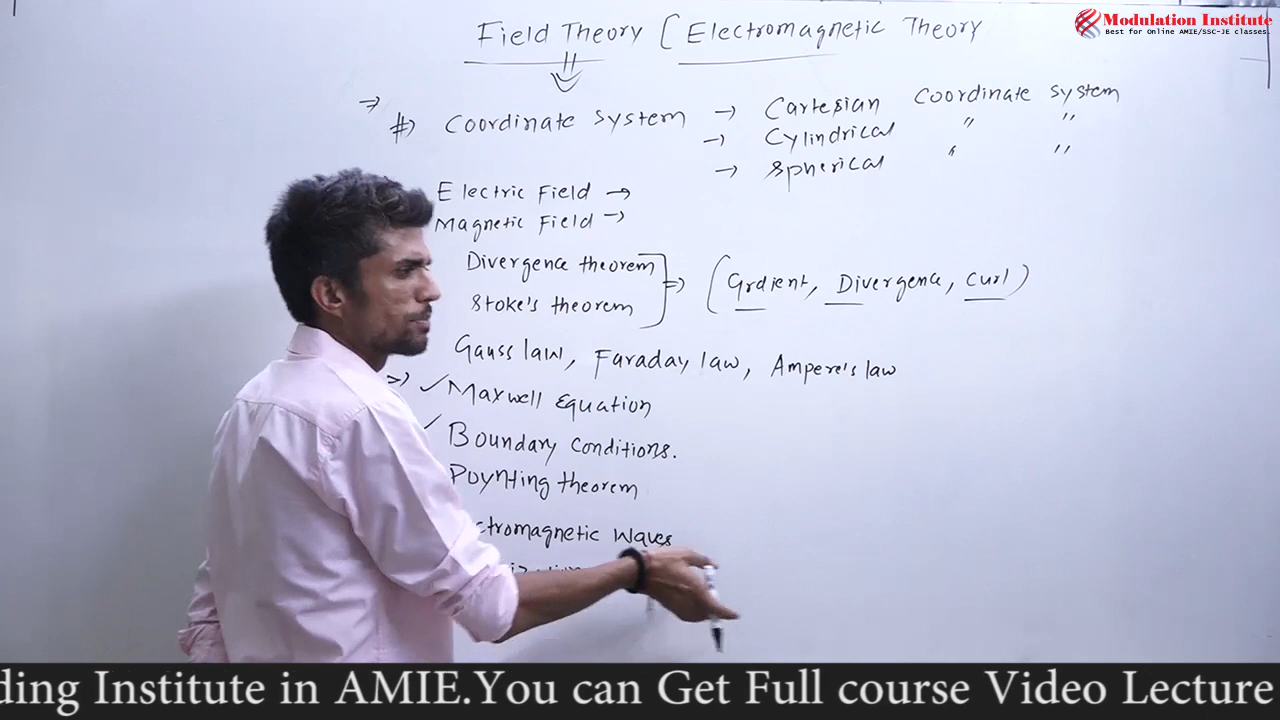 Modulation Institute
Best for Online AMIE/SSC-JE classes.
Field Theory [ Electromagnetic Theory
⇒ #) Coordinate System → Cartesian Coordinate System
→ Cylindrical " "
→ Spherical " "
Electric Field →
Magnetic Field →
Divergence theorem
Stoke's theorem ⇒ (Grdient, Divergence, Curl)
Gauss law, Faraday law, Ampere's law
⇒ ✓ Maxwell Equation
✓ Boundary Conditions.
Poynting theorem
ctromagnetic Waves
ding Institute in AMIE.You can Get Full course Video Lecture